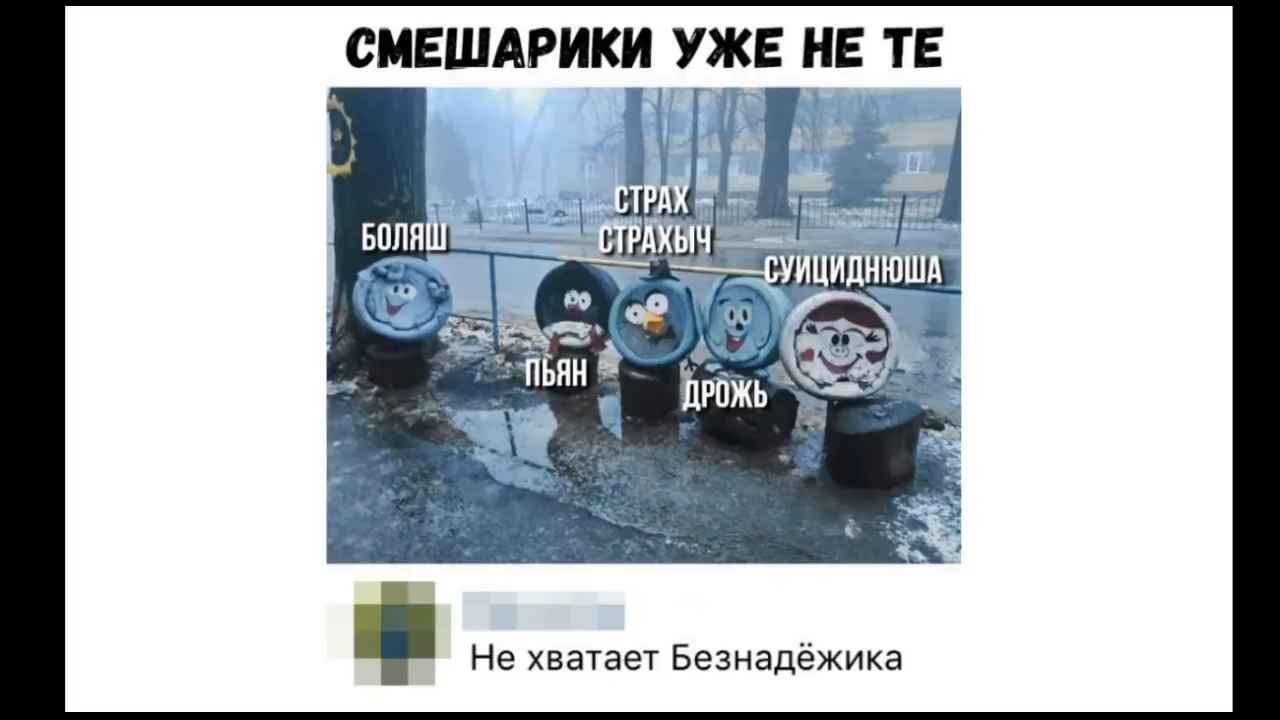 СМЕШАРИКИ УЖЕ НЕ ТЕ
СТРАХ
СТРАХЫЧ
БОЛЯШ
СУИЦИДНЮША
ПЬЯН
ДРОЖЬ
Не хватает Безнадёжика